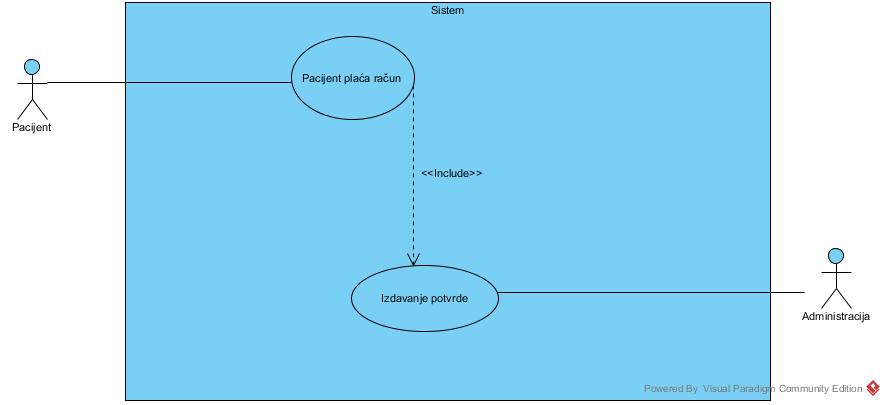 Sistem
Pacijent plaća račun
Pacijent
<<Include>>
Izdavanje potvrde
Administracija
Powered By Visual Paradigm Community Edition